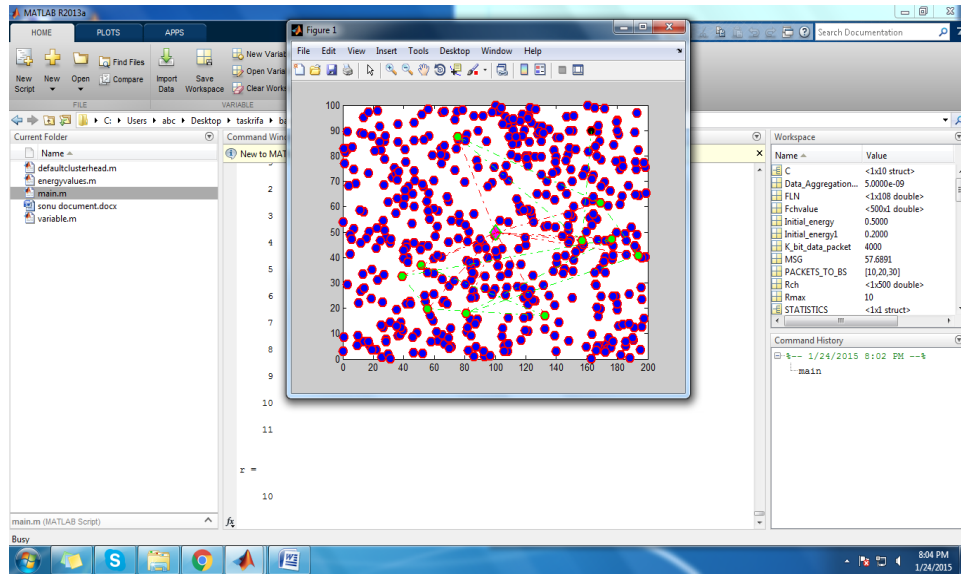 MATLAB R2013a
HOME PLOTS APPS
Search Documentation
New Script
New
Open
Find Files
Compare
Import Data
Save Workspace
New Variab
Open Varia
Clear Works
FILE
VARIABLE
C: Users abc Desktop taskrifa
Current Folder
Name
defaultclusterhead.m
energyvalues.m
main.m
sonu document.docx
variable.m
main.m (MATLAB Script)
Busy
Command Wind
New to MAT
2
3
4
5
6
7
8
9
10
11
r =
10
fx
Figure 1
File Edit View Insert Tools Desktop Window Help
100
90
80
70
60
50
40
30
20
10
0
0 20 40 60 80 100 120 140 160 180 200
Workspace
Name Value
C <1x10 struct>
Data_Aggregation... 5.0000e-09
FLN <1x108 double>
Fchvalue <500x1 double>
Initial_energy 0.5000
Initial_energy1 0.2000
K_bit_data_packet 4000
MSG 57.6891
PACKETS_TO_BS [10,20,30]
Rch <1x500 double>
Rmax 10
STATISTICS <1x1 struct>
Command History
%-- 1/24/2015 8:02 PM --%
main
8:04 PM
1/24/2015